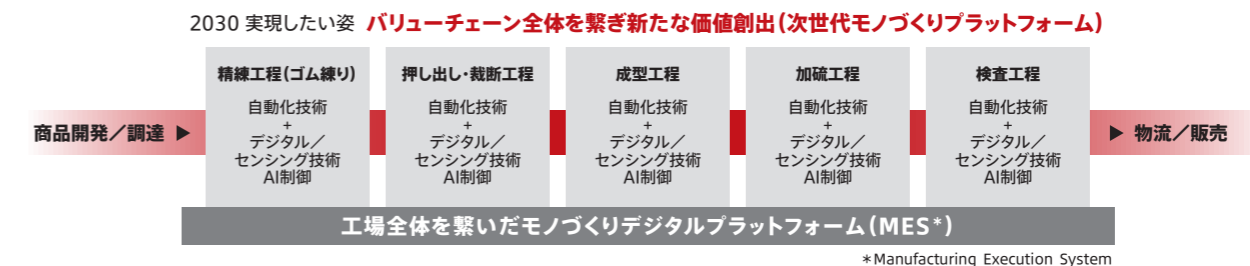 2030 実現したい姿 バリューチェーン全体を繋ぎ新たな価値創出(次世代モノづくりプラットフォーム)
商品開発／調達 ▶
精練工程(ゴム練り)
自動化技術
+
デジタル／
センシング技術
AI制御
押し出し・裁断工程
自動化技術
+
デジタル／
センシング技術
AI制御
成型工程
自動化技術
+
デジタル／
センシング技術
AI制御
加硫工程
自動化技術
+
デジタル／
センシング技術
AI制御
検査工程
自動化技術
+
デジタル／
センシング技術
AI制御
▶ 物流／販売
工場全体を繋いだモノづくりデジタルプラットフォーム(MES*)
*Manufacturing Execution System